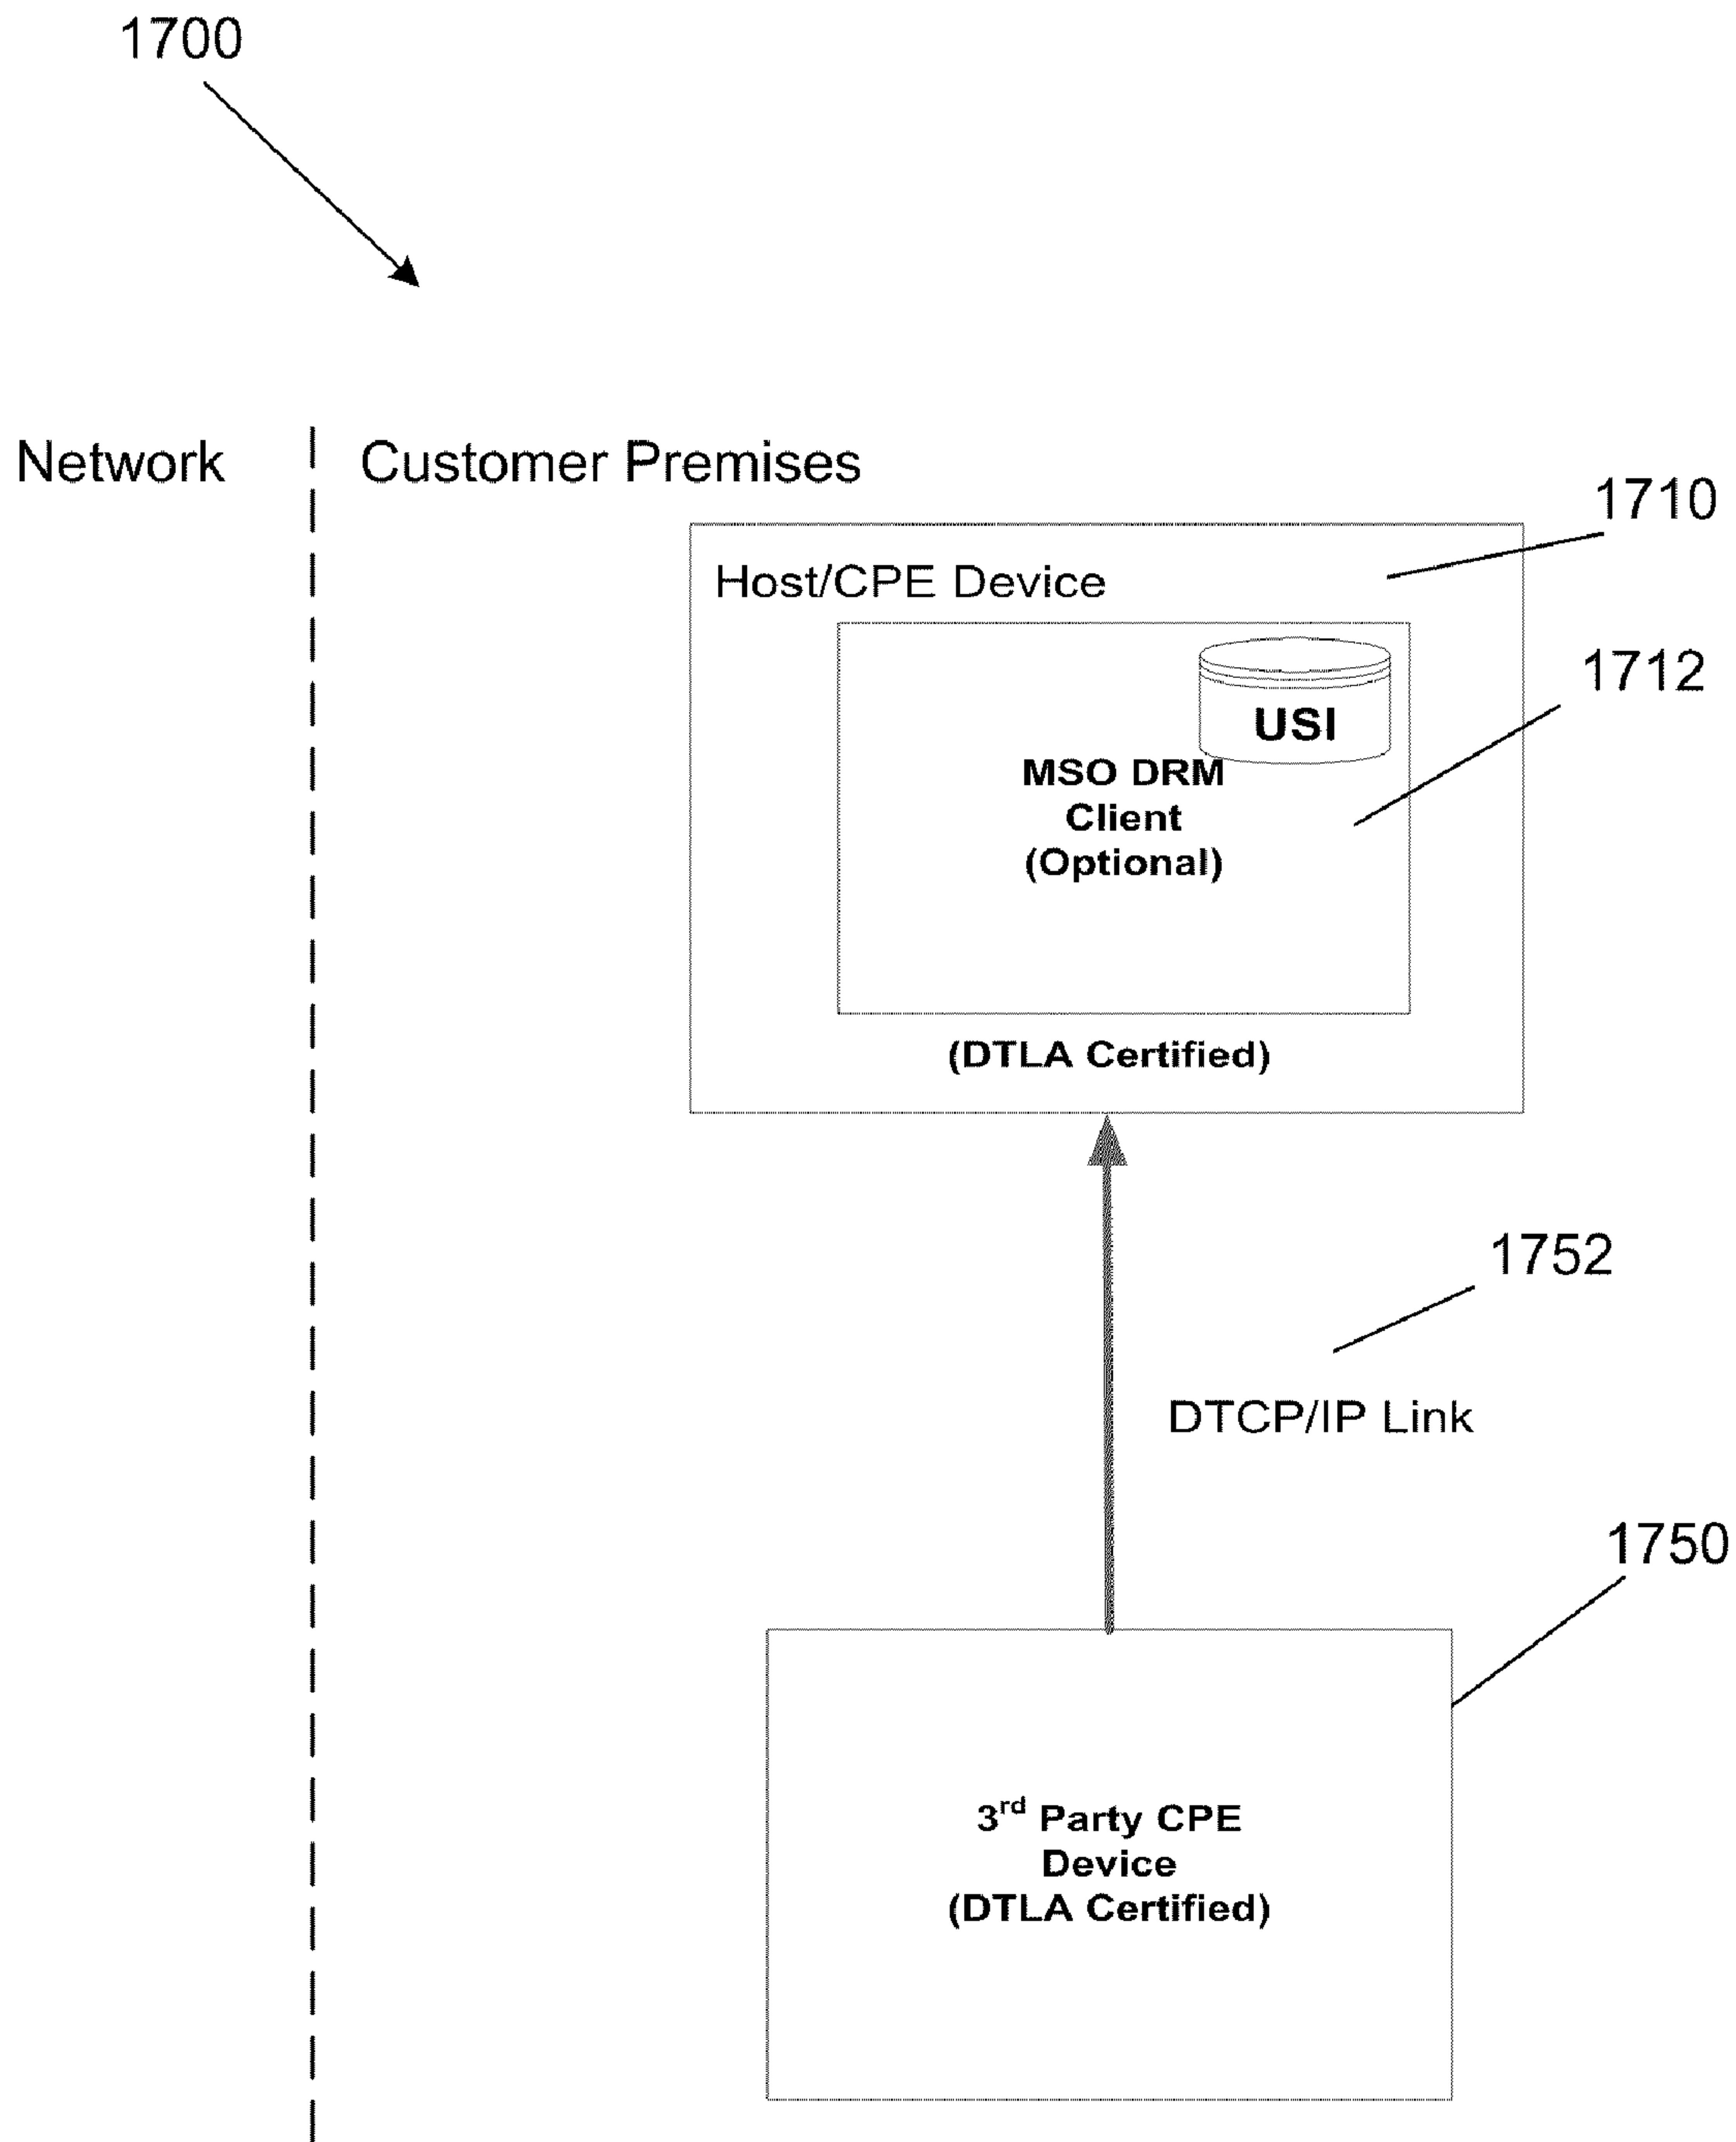 1700
Network
Customer Premises
1710
Host/CPE Device
1712
USI
MSO DRM
Client
(Optional)
(DTLA Certified)
1752
DTCP/IP Link
1750
3rd Party CPE
Device
(DTLA Certified)